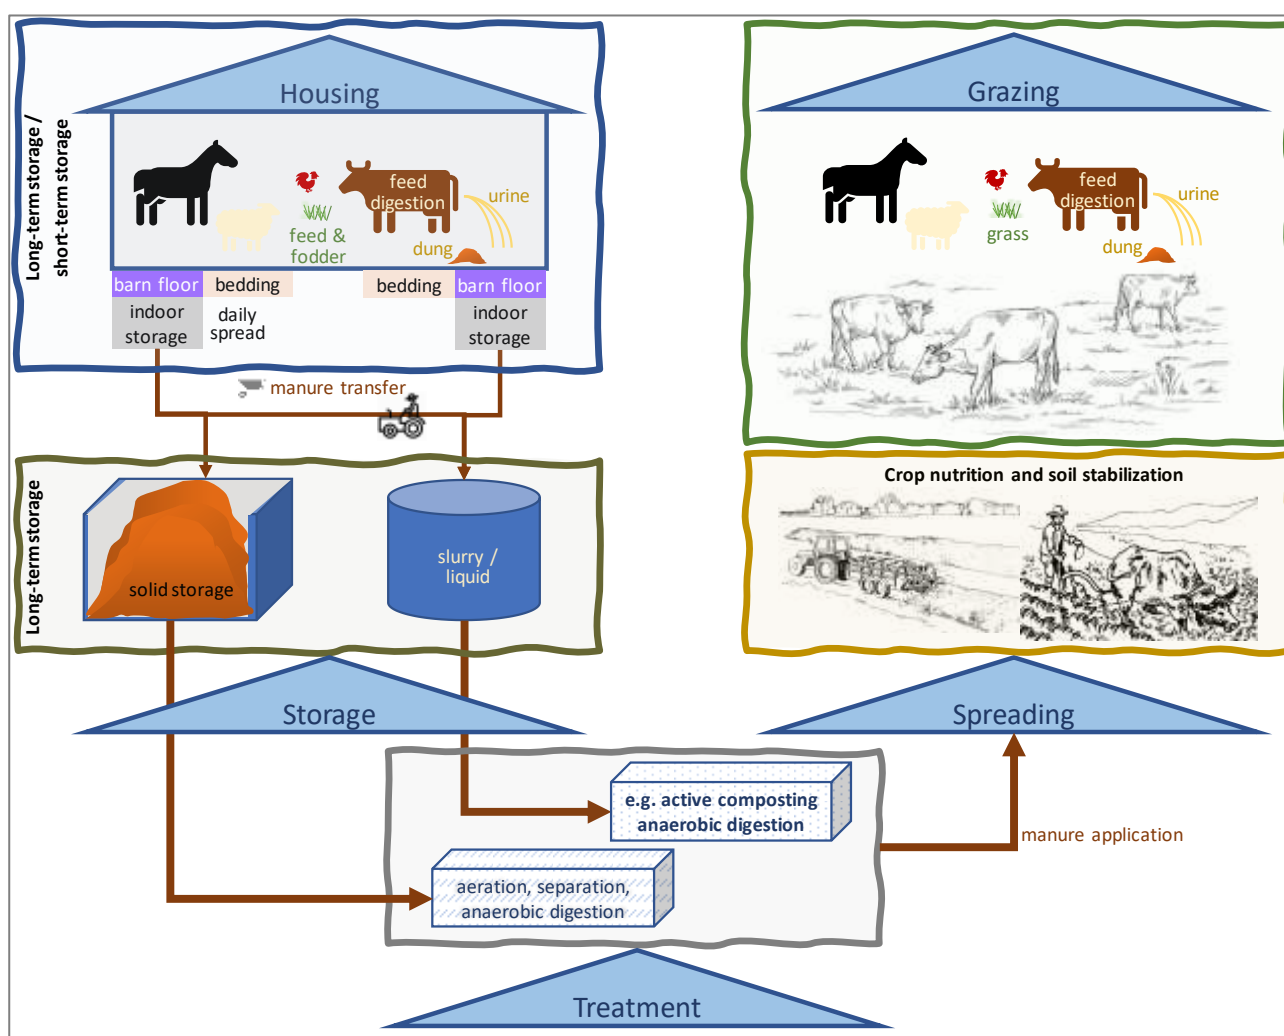 Housing
Long-term storage /
short-term storage
feed
digestion
urine
feed &
fodder
dung
barn floor
bedding
bedding
barn floor
indoor
storage
daily
spread
indoor
storage
manure transfer
Grazing
feed
digestion
urine
grass
dung
Long-term storage
solid storage
slurry /
liquid
Crop nutrition and soil stabilization
Storage
Spreading
e.g. active composting
anaerobic digestion
manure application
aeration, separation,
anaerobic digestion
Treatment